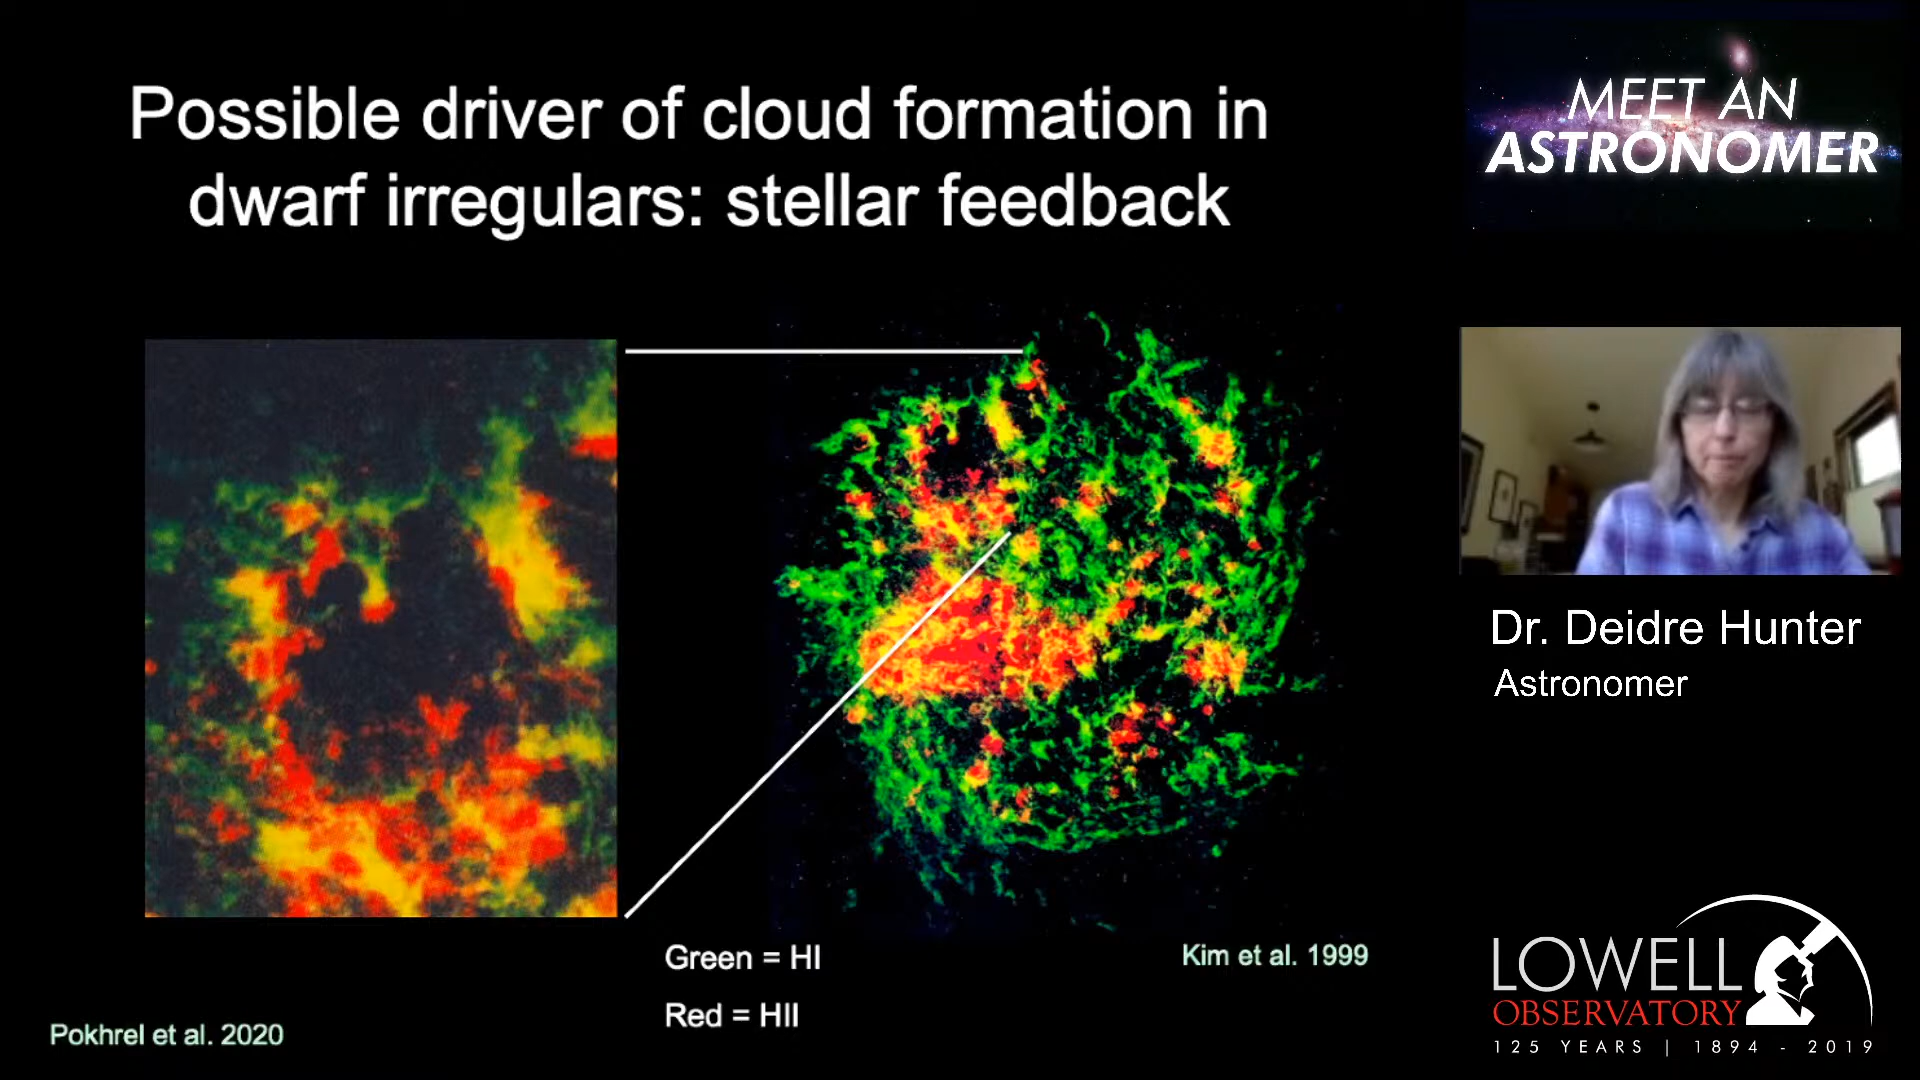 Possible driver of cloud formation in
dwarf irregulars: stellar feedback
Green = HI
Red = HII
Kim et al. 1999
Pokhrel et al. 2020
MEET AN
ASTRONOMER
Dr. Deidre Hunter
Astronomer
LOWELL
OBSERVATORY
125 YEARS | 1894 - 2019